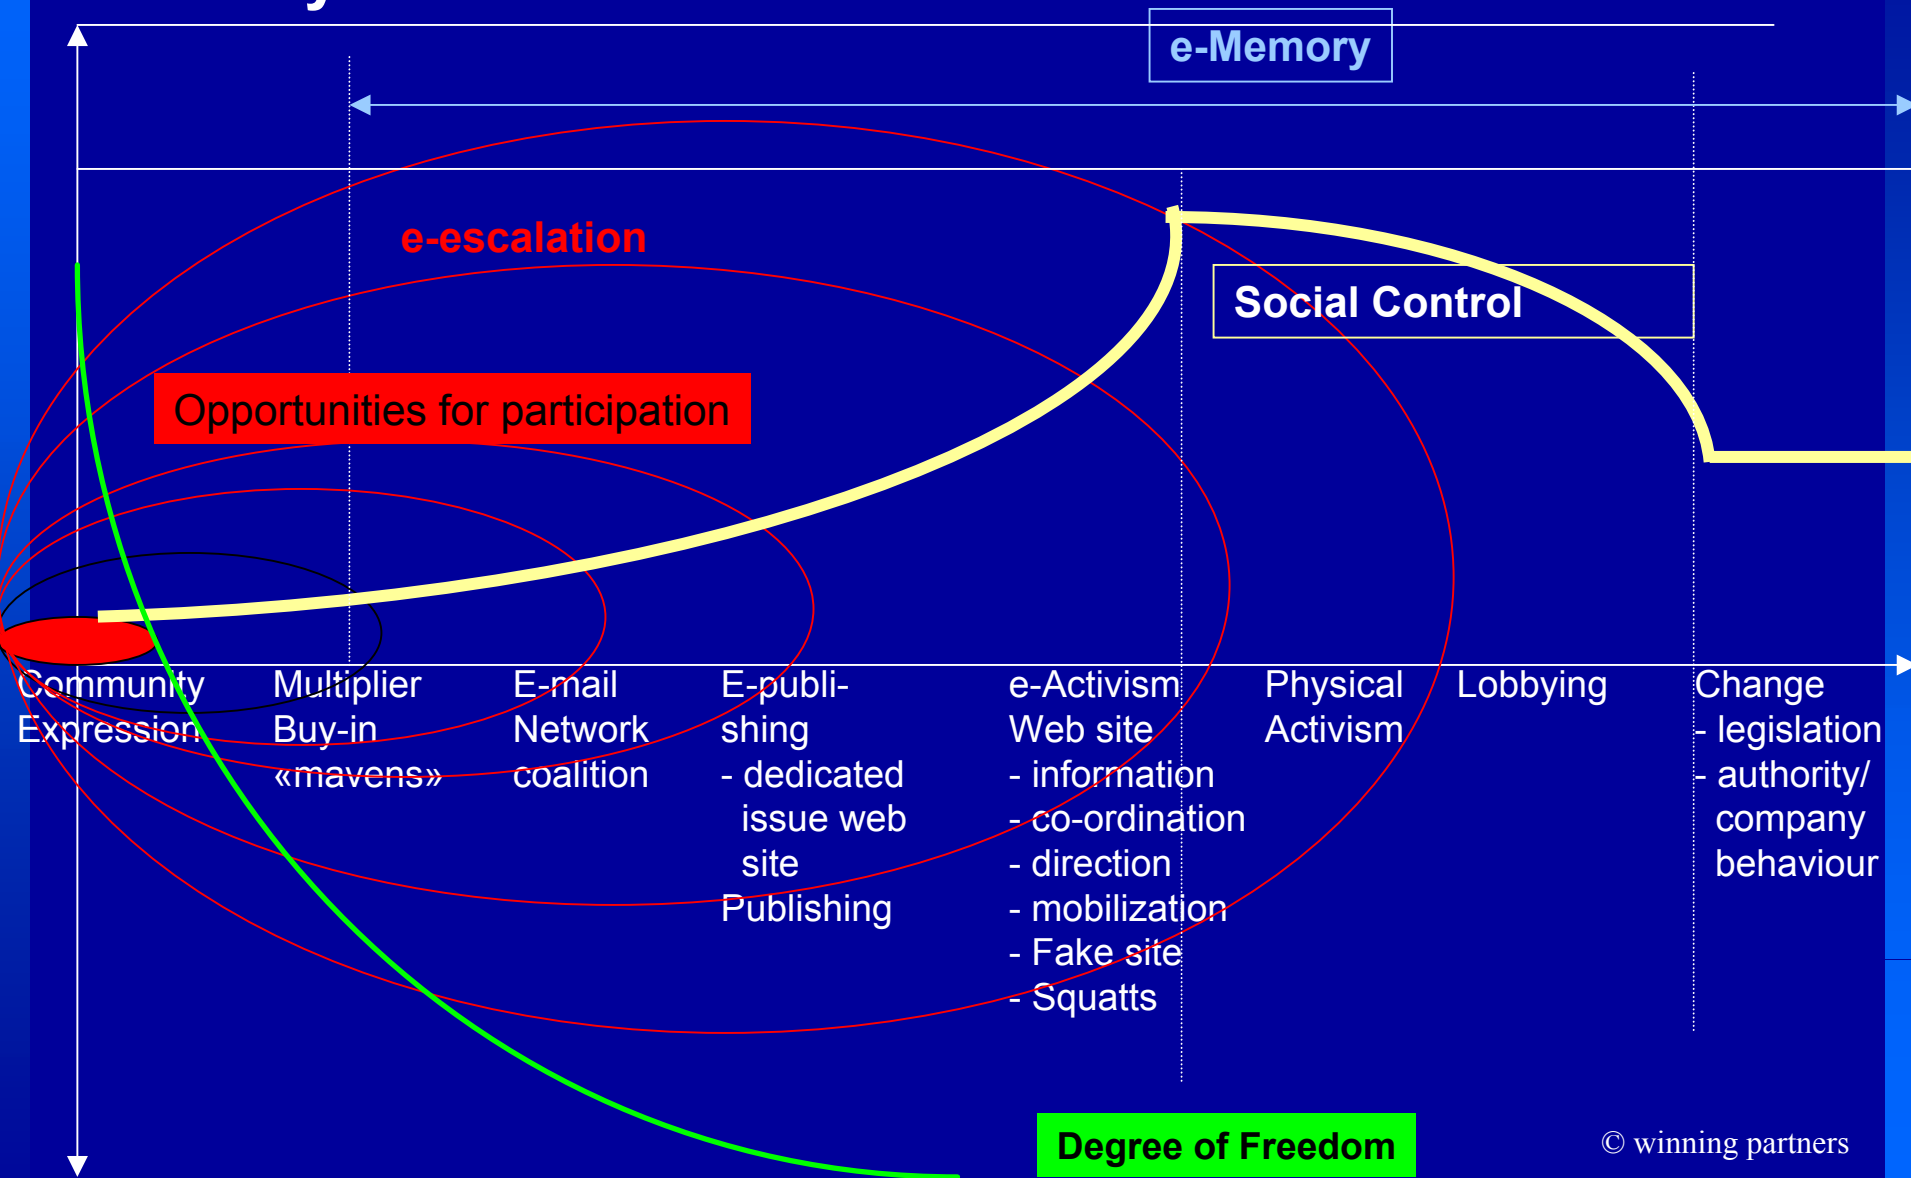 e-Memory
e-escalation
Social Control
Opportunities for participation
Community
Expression
Multiplier
Buy-in
«mavens»
E-mail
Network
coalition
E-publi-
shing
- dedicated
issue web
site
Publishing
e-Activism
Web site
- information
- co-ordination
- direction
- mobilization
- Fake site
- Squatts
Physical
Activism
Lobbying
Change
- legislation
- authority/
company
behaviour
Degree of Freedom
© winning partners